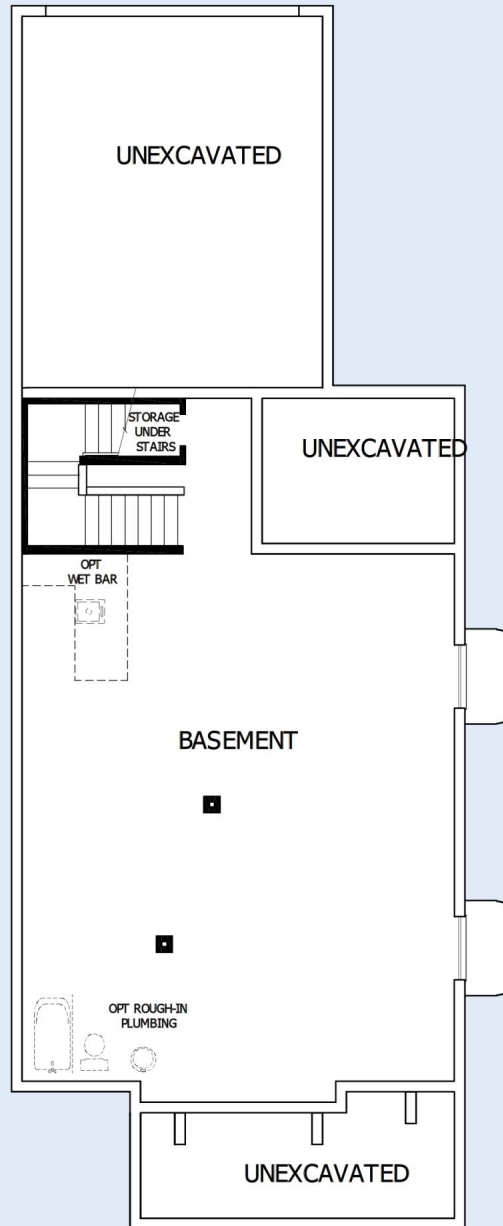 UNEXCAVATED
STORAGE
UNDER
STAIRS
UNEXCAVATED
OPT
WET BAR
BASEMENT
OPT ROUGH-IN
PLUMBING
UNEXCAVATED